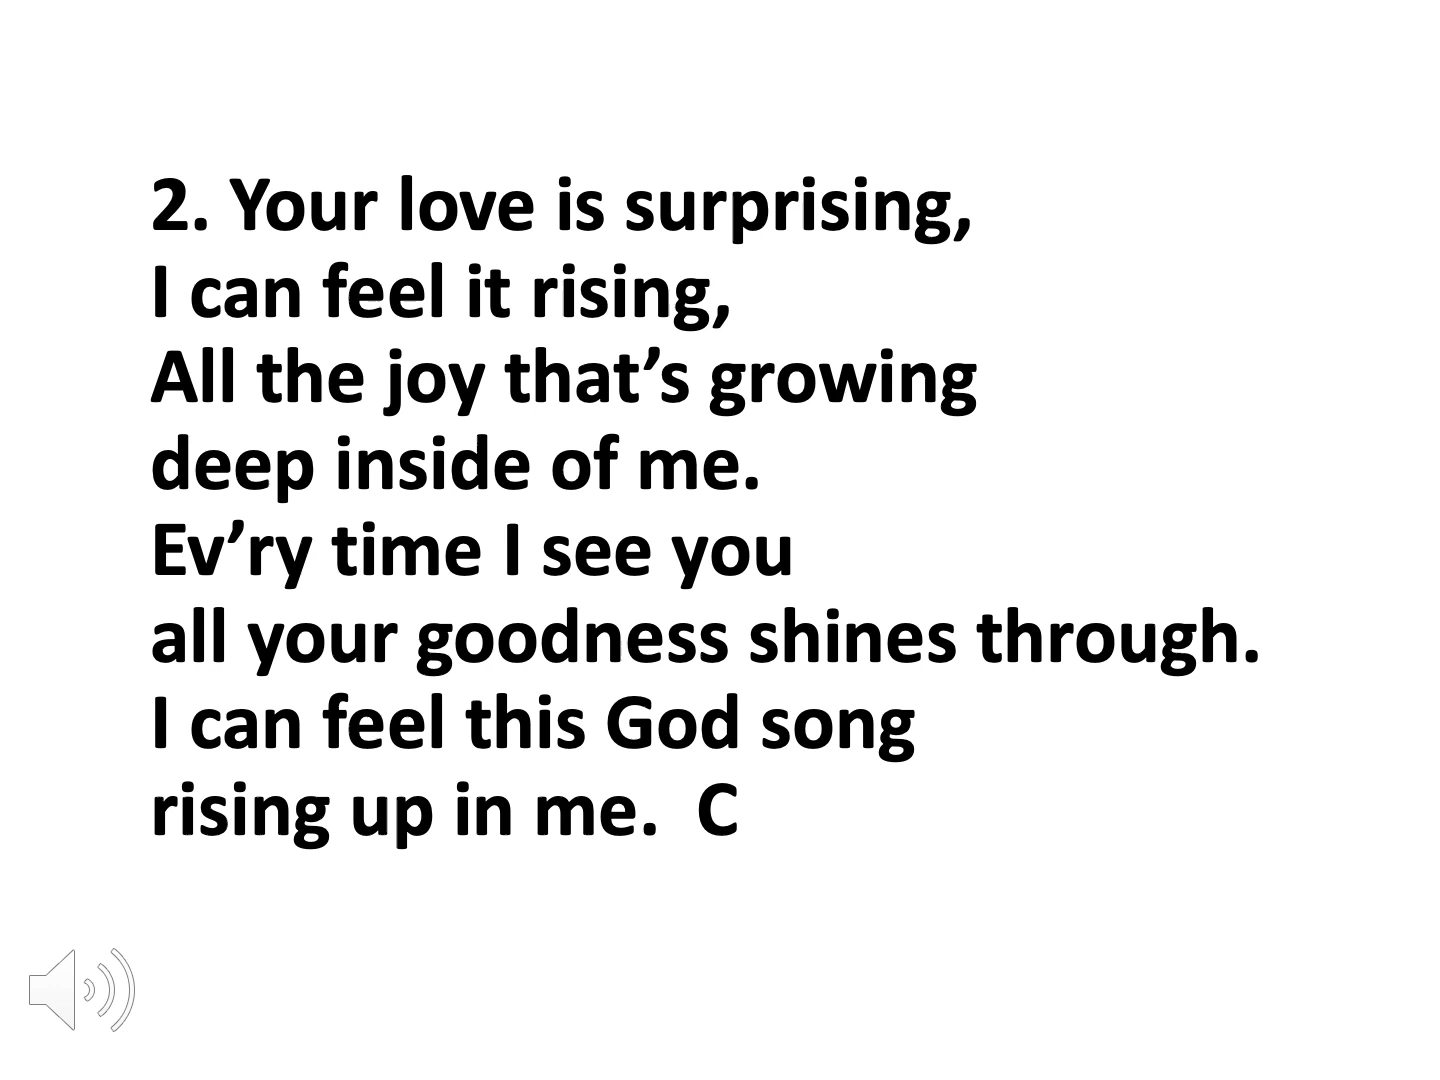 2. Your love is surprising,
I can feel it rising,
All the joy that’s growing
deep inside of me.
Ev’ry time I see you
all your goodness shines through.
I can feel this God song
rising up in me.  C